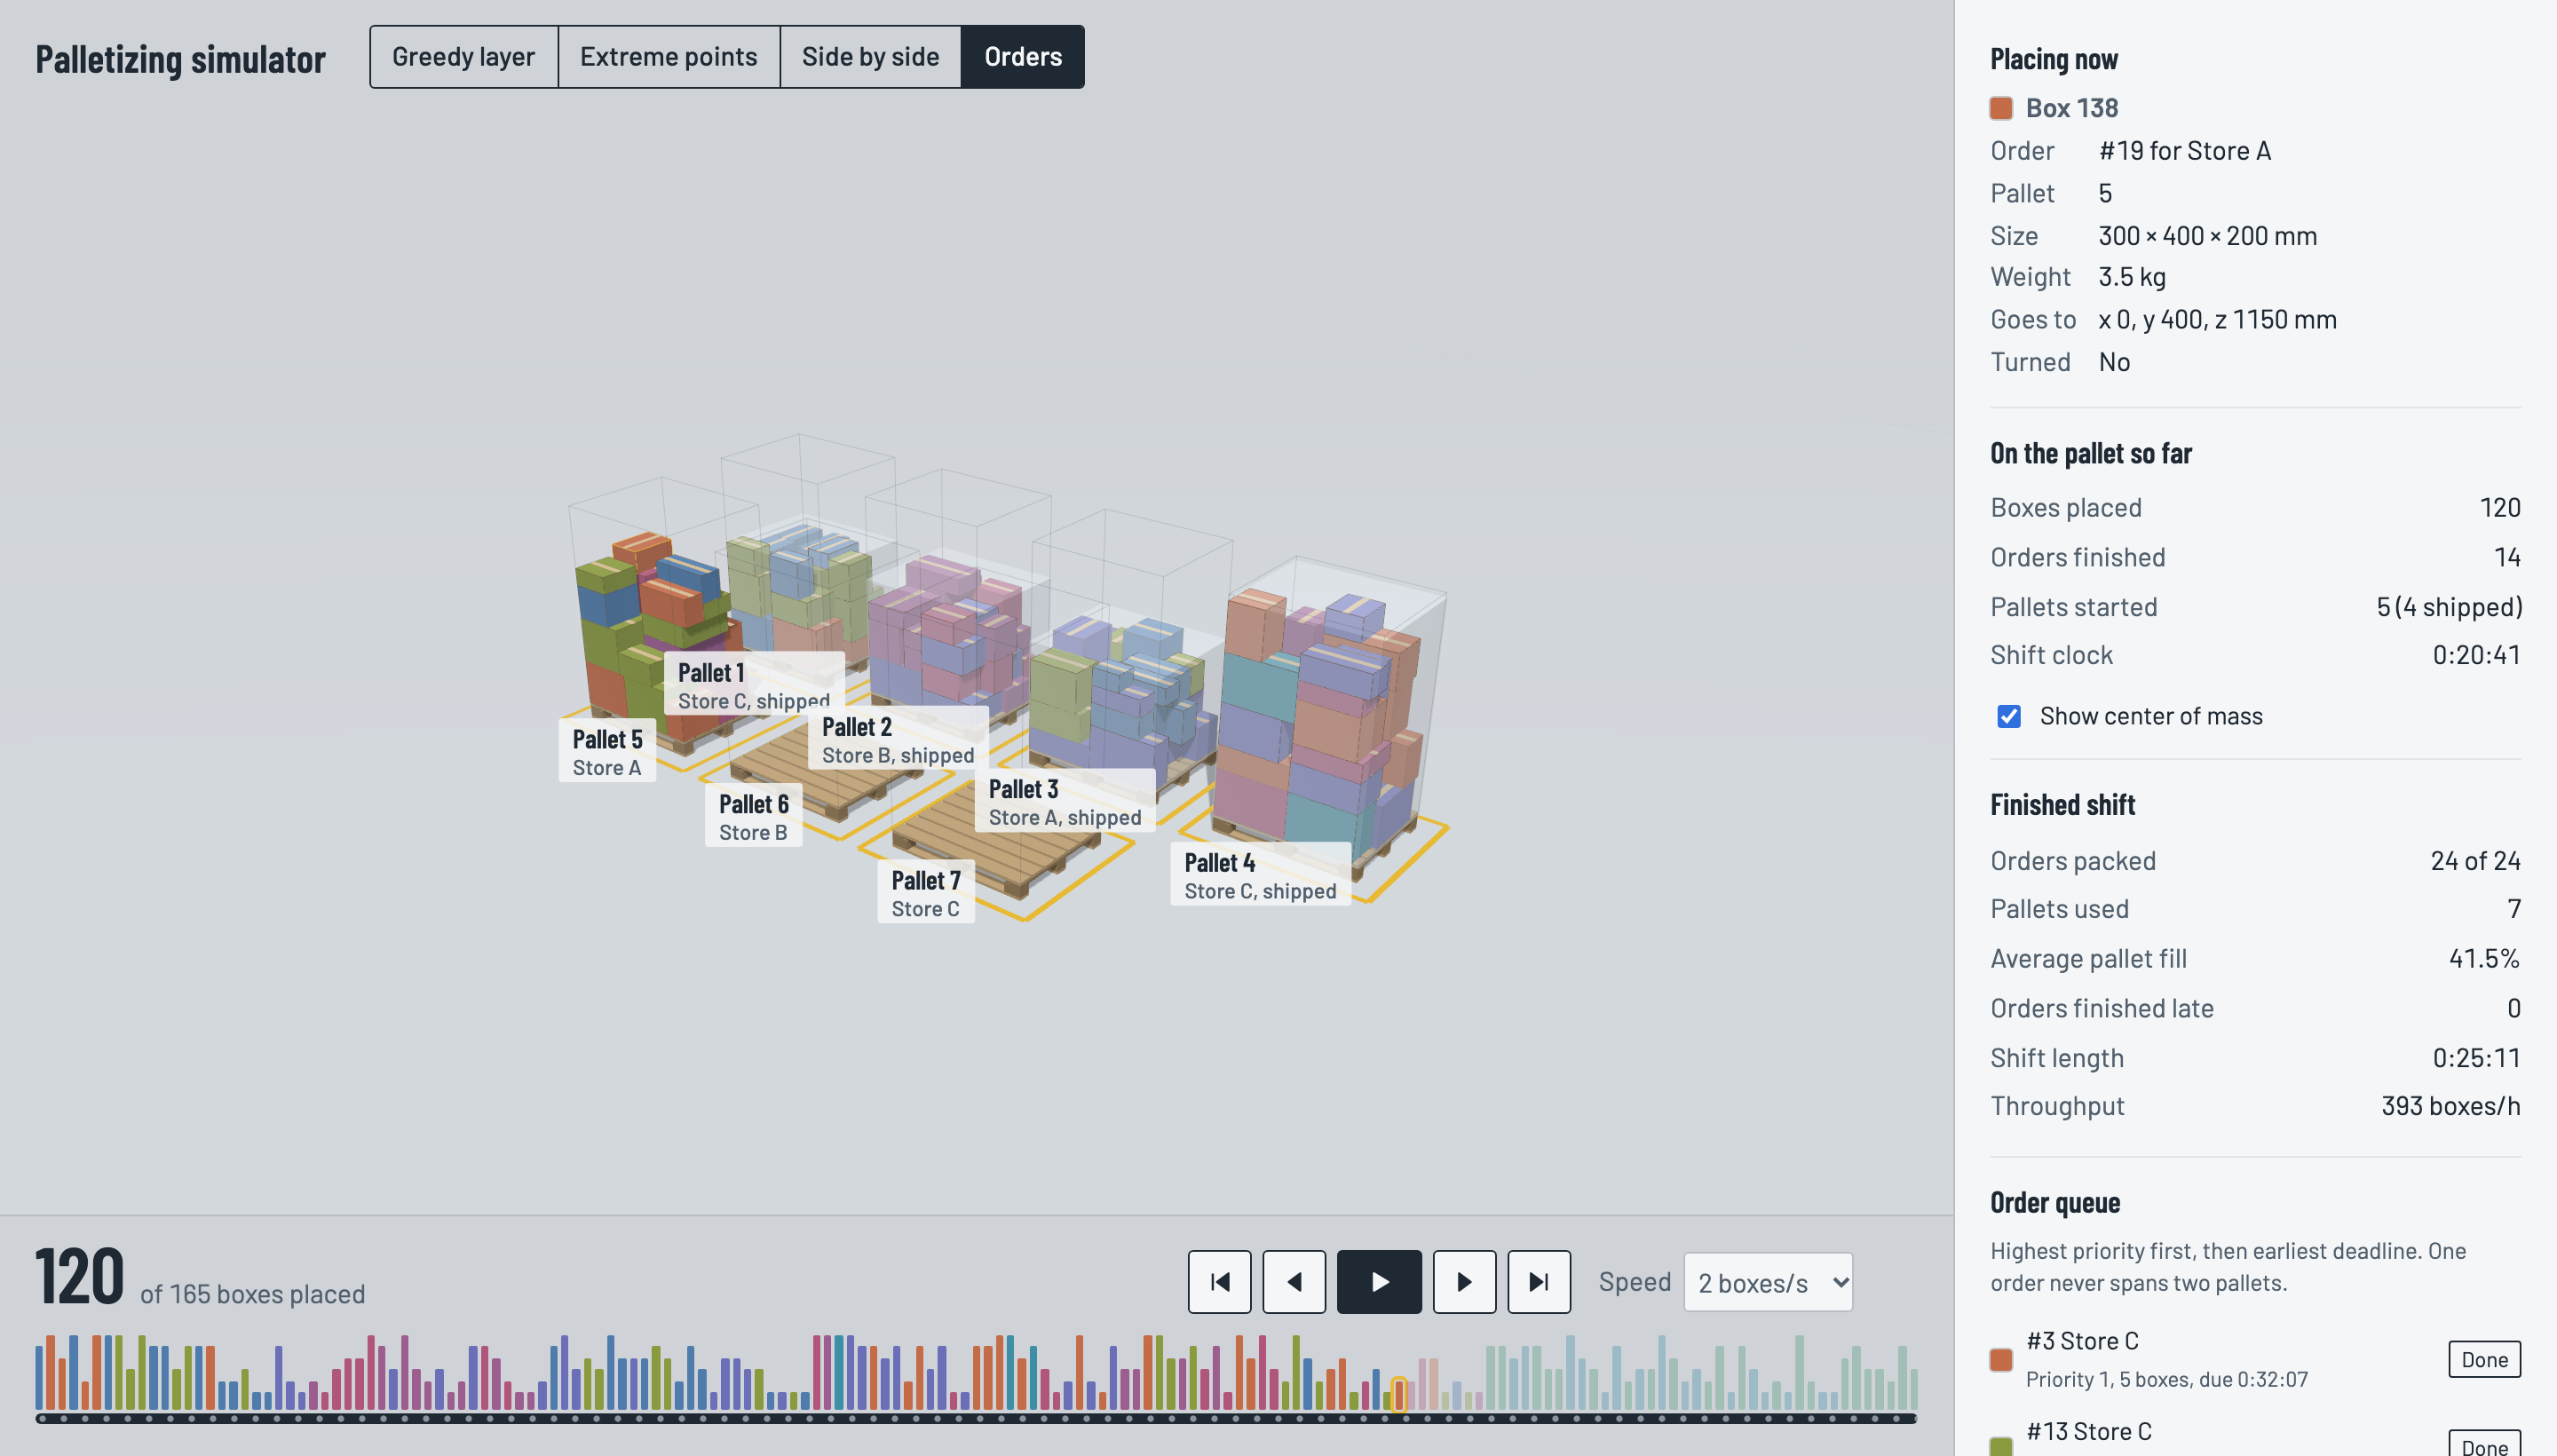 Palletizing simulator
Greedy layer
Extreme points
Side by side
Orders
Pallet 1
Store C, shipped
Pallet 5
Store A
Pallet 2
Store B, shipped
Pallet 6
Store B
Pallet 3
Store A, shipped
Pallet 7
Store C
Pallet 4
Store C, shipped
120 of 165 boxes placed
Speed 2 boxes/s
Placing now
Box 138
Order #19 for Store A
Pallet 5
Size 300 × 400 × 200 mm
Weight 3.5 kg
Goes to x 0, y 400, z 1150 mm
Turned No
On the pallet so far
Boxes placed 120
Orders finished 14
Pallets started 5 (4 shipped)
Shift clock 0:20:41
Show center of mass
Finished shift
Orders packed 24 of 24
Pallets used 7
Average pallet fill 41.5%
Orders finished late 0
Shift length 0:25:11
Throughput 393 boxes/h
Order queue
Highest priority first, then earliest deadline. One
order never spans two pallets.
#3 Store C
Priority 1, 5 boxes, due 0:32:07
Done
#13 Store C
Done